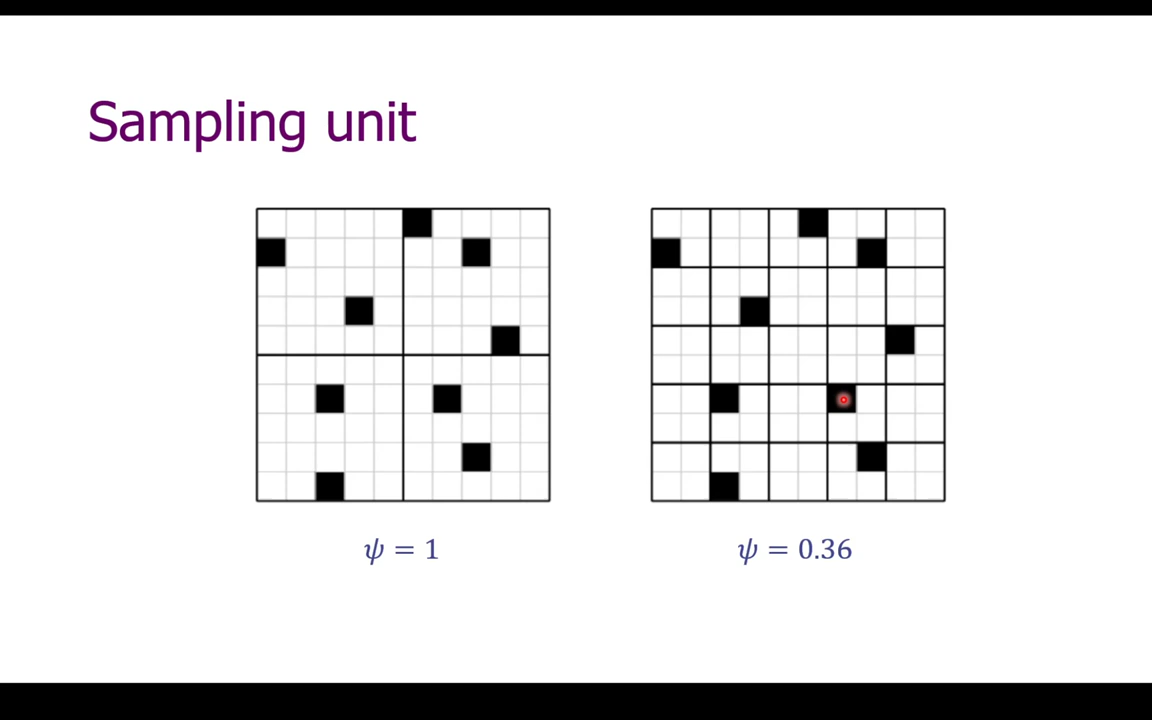 Sampling unit
𝜓 = 1
𝜓 = 0.36